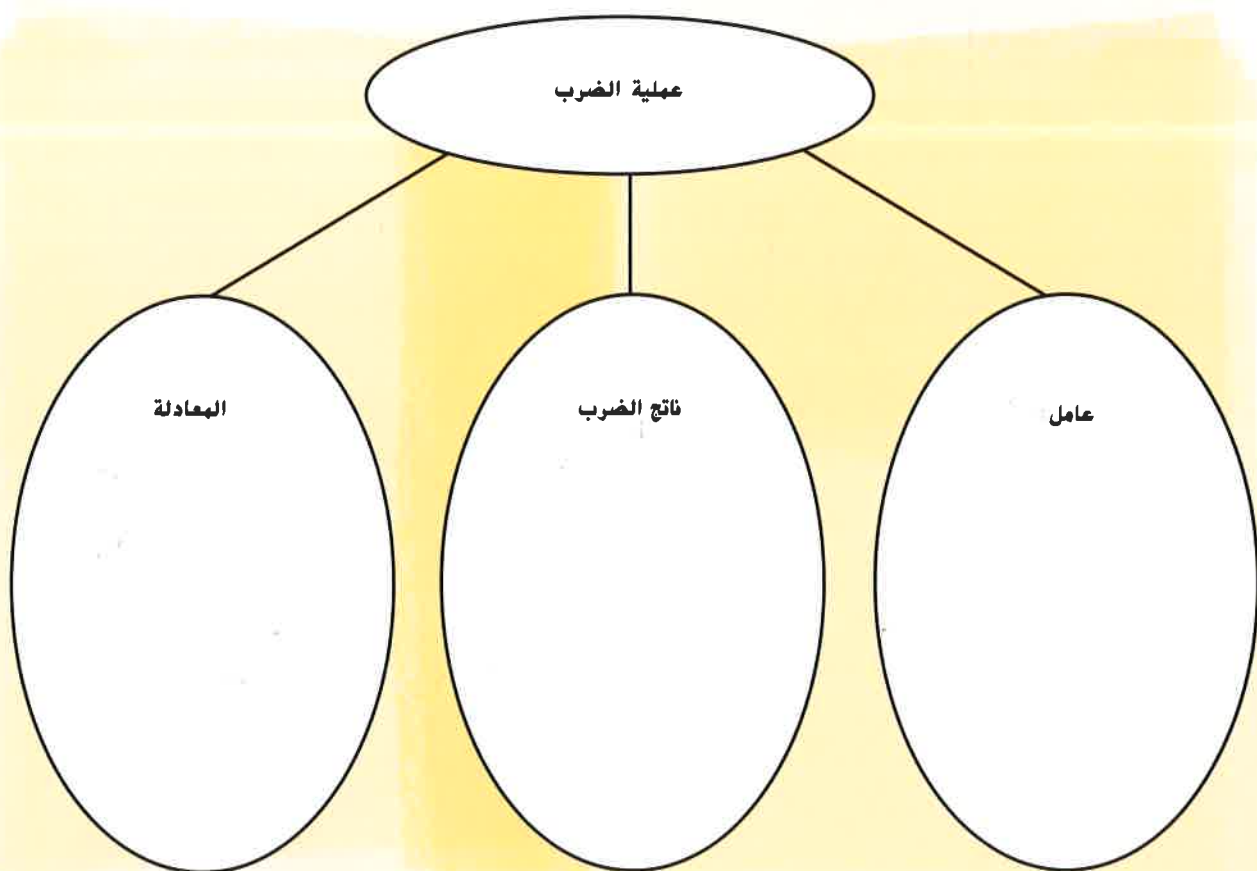 عملية الضرب
عامل
ناتج الضرب
المعادلة